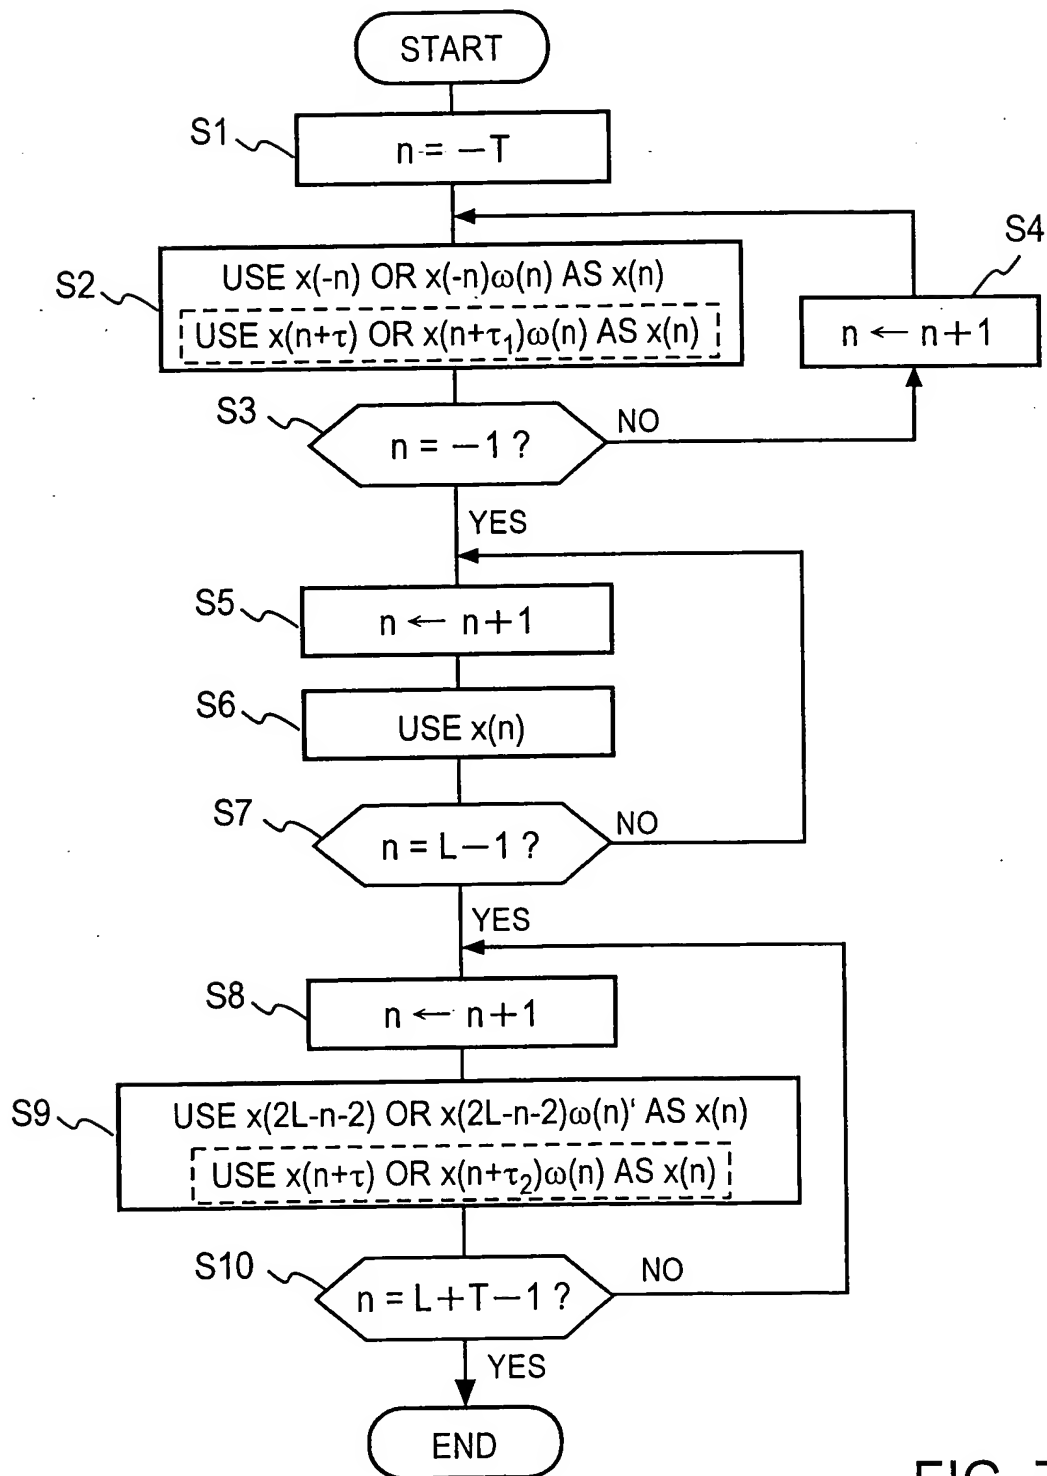 START
S1
n = −T
S4
S2
USE x(-n) OR x(-n)ω(n) AS x(n)
USE x(n+τ) OR x(n+τ₁)ω(n) AS x(n)
n ← n+1
S3
n = −1 ?
NO
YES
S5
n ← n+1
S6
USE x(n)
S7
n = L−1 ?
NO
YES
S8
n ← n+1
S9
USE x(2L-n-2) OR x(2L-n-2)ω(n)‘ AS x(n)
USE x(n+τ) OR x(n+τ₂)ω(n) AS x(n)
S10
n = L+T−1 ?
NO
YES
END
FIG.